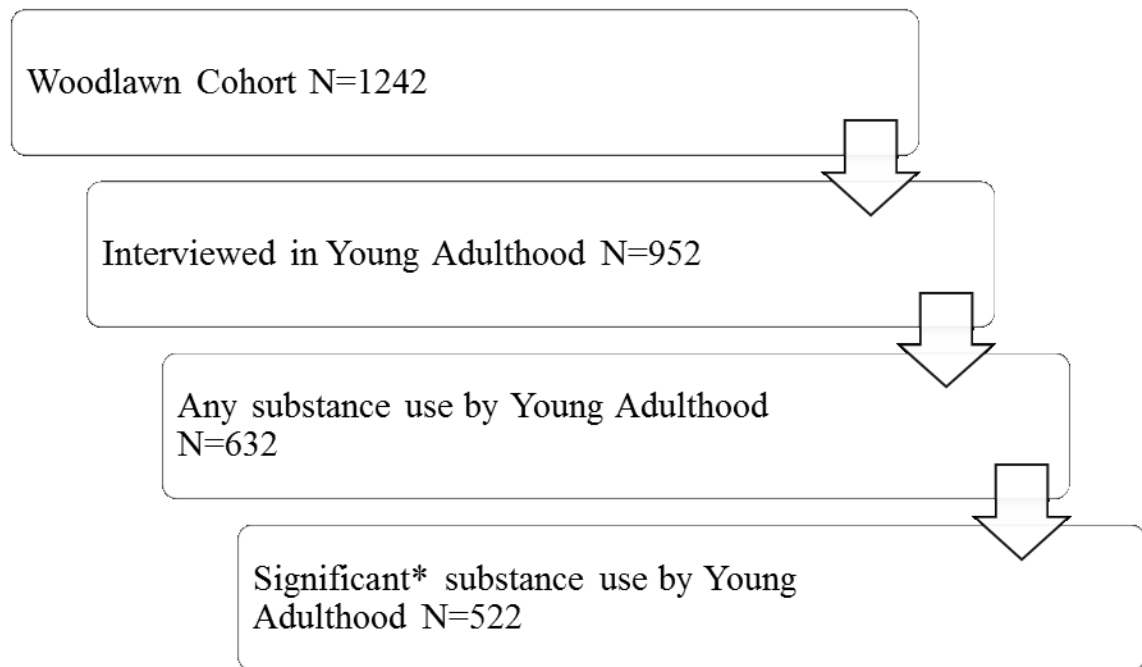 Woodlawn Cohort N=1242
Interviewed in Young Adulthood N=952
Any substance use by Young Adulthood
N=632
Significant* substance use by Young
Adulthood N=522